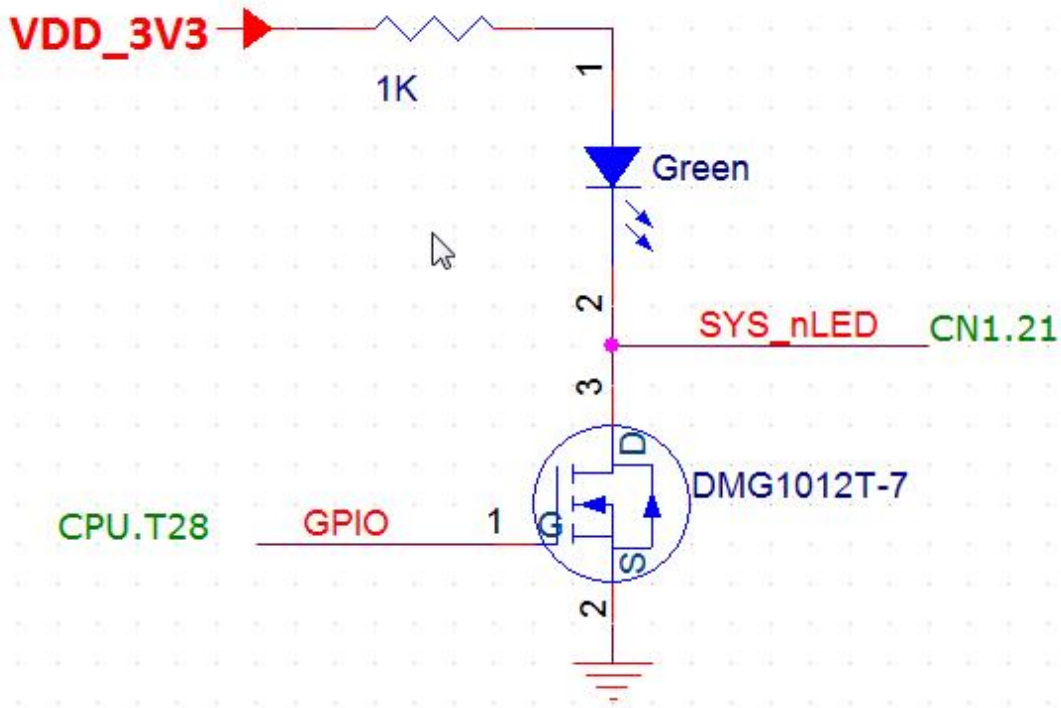 VDD_3V3
1K
1
Green
2
SYS_nLED
CN1.21
3
D
DMG1012T-7
CPU.T28
GPIO
1
G
S
2